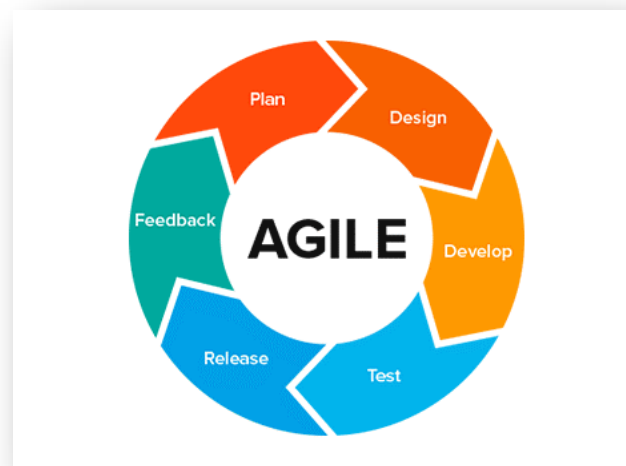 Plan
Design
Develop
Test
Release
Feedback
AGILE